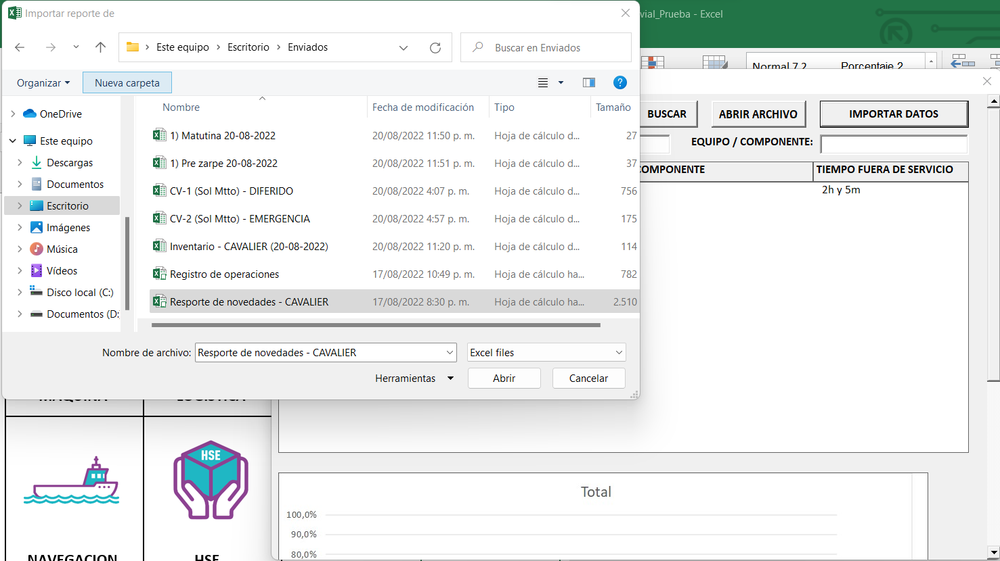 Importar reporte de
vial_Prueba - Excel
Este equipo > Escritorio > Enviados
Buscar en Enviados
Organizar
Nueva carpeta
Normal 7 2
Porcentaje 2
Nombre
Fecha de modificación
Tipo
Tamaño
OneDrive
Este equipo
Descargas
Documentos
Escritorio
Imágenes
Música
Vídeos
Disco local (C:)
Documentos (D:
1) Matutina 20-08-2022 20/08/2022 11:50 p. m. Hoja de cálculo d... 27
1) Pre zarpe 20-08-2022 20/08/2022 11:51 p. m. Hoja de cálculo d... 37
CV-1 (Sol Mtto) - DIFERIDO 20/08/2022 4:07 p. m. Hoja de cálculo d... 756
CV-2 (Sol Mtto) - EMERGENCIA 20/08/2022 4:57 p. m. Hoja de cálculo d... 175
Inventario - CAVALIER (20-08-2022) 20/08/2022 11:20 p. m. Hoja de cálculo d... 114
Registro de operaciones 17/08/2022 10:49 p. m. Hoja de cálculo ha... 782
Resporte de novedades - CAVALIER 17/08/2022 8:30 p. m. Hoja de cálculo ha... 2.510
Nombre de archivo: Resporte de novedades - CAVALIER
Excel files
Herramientas
Abrir
Cancelar
BUSCAR
ABRIR ARCHIVO
IMPORTAR DATOS
EQUIPO / COMPONENTE:
COMPONENTE
TIEMPO FUERA DE SERVICIO
2h y 5m
MAQUINA
LOGISTICA
HSE
NAVEGACION
HSE
Total
100,0%
90,0%
80,0%